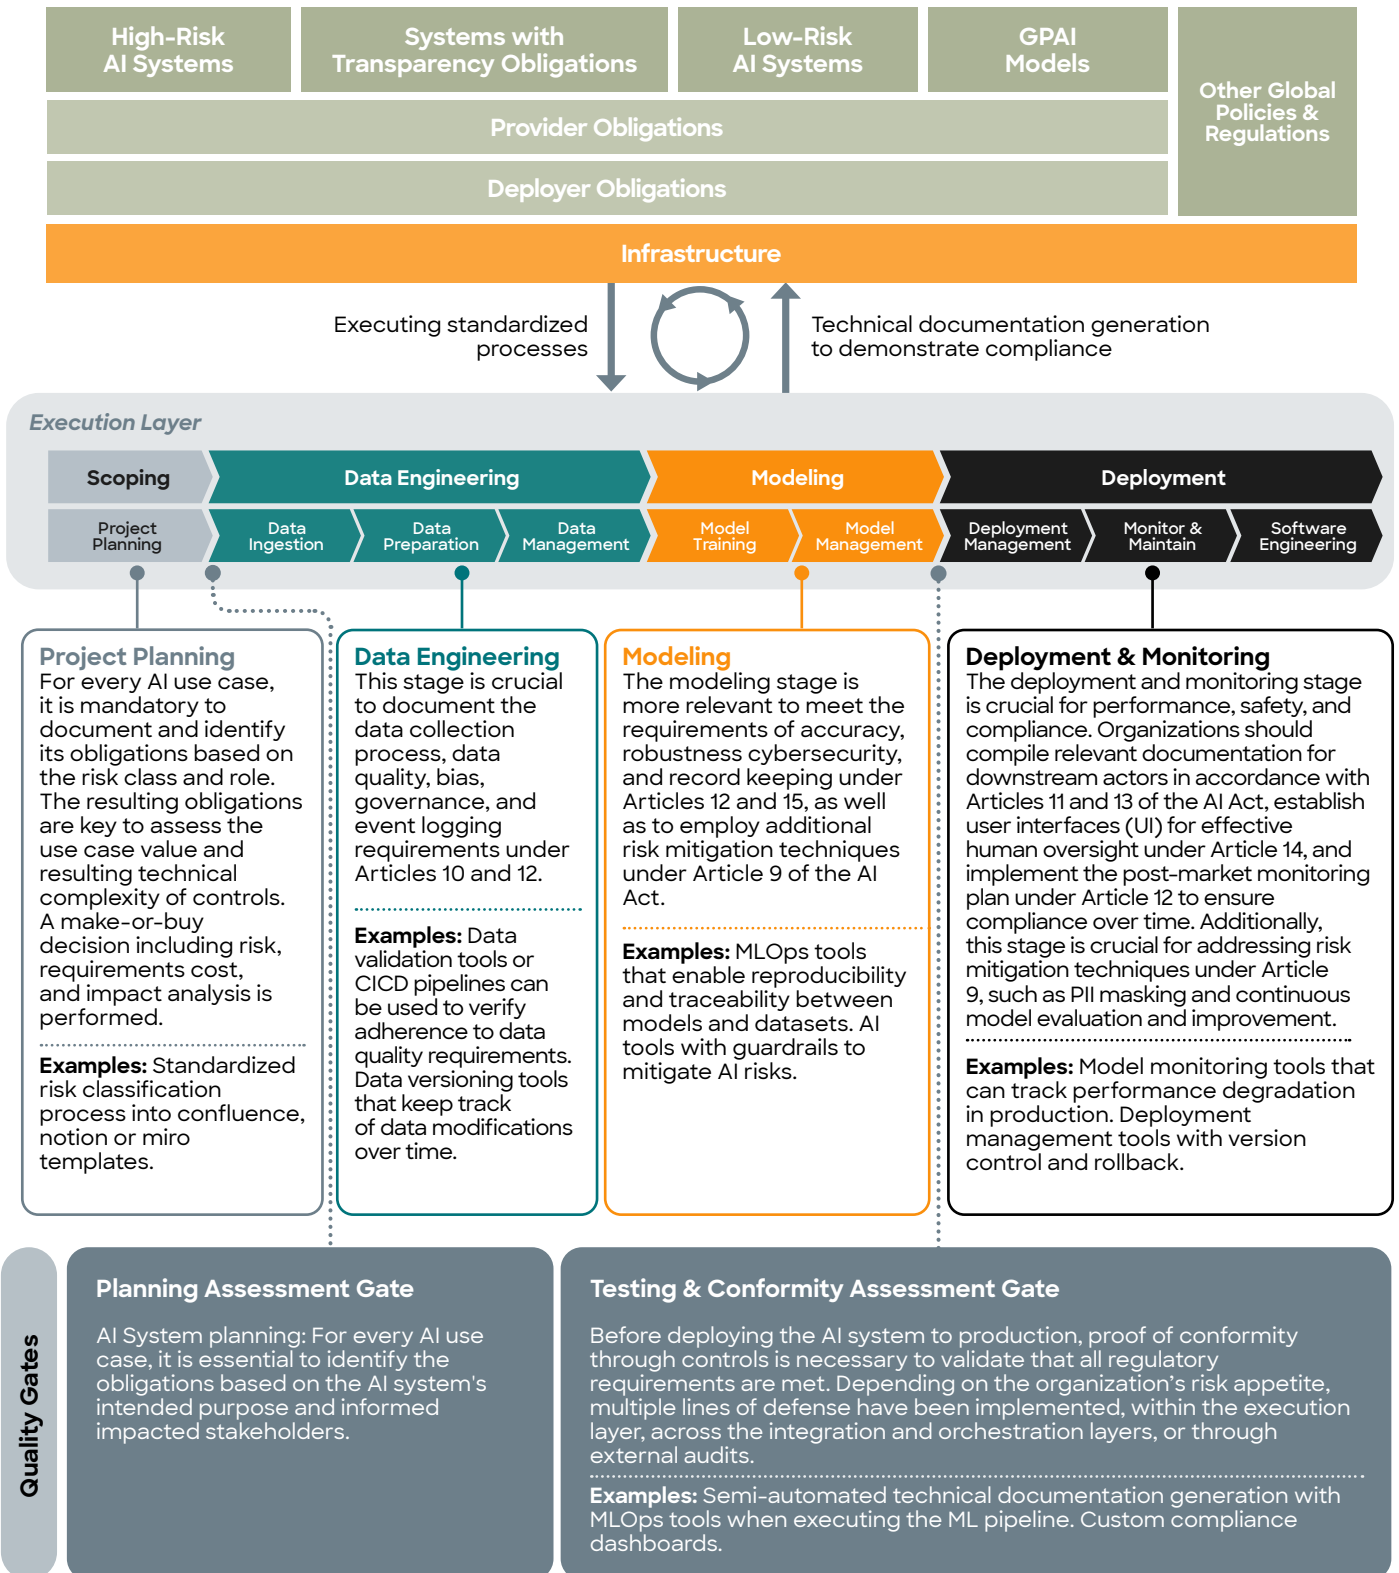 High-Risk
AI Systems
Systems with
Transparency Obligations
Low-Risk
AI Systems
GPAI
Models
Other Global
Policies &
Regulations
Provider Obligations
Deployer Obligations
Infrastructure
Executing standardized
processes
Technical documentation generation
to demonstrate compliance
Execution Layer
Scoping
Data Engineering
Modeling
Deployment
Project
Planning
Data
Ingestion
Data
Preparation
Data
Management
Model
Training
Model
Management
Deployment
Management
Monitor &
Maintain
Software
Engineering
Project Planning
For every AI use case,
it is mandatory to
document and identify
its obligations based on
the risk class and role.
The resulting obligations
are key to assess the
use case value and
resulting technical
complexity of controls.
A make-or-buy
decision including risk,
requirements cost,
and impact analysis is
performed.
Examples: Standardized
risk classification
process into confluence,
notion or miro
templates.
Data Engineering
This stage is crucial
to document the
data collection
process, data
quality, bias,
governance, and
event logging
requirements under
Articles 10 and 12.
Examples: Data
validation tools or
CICD pipelines can
be used to verify
adherence to data
quality requirements.
Data versioning tools
that keep track
of data modifications
over time.
Modeling
The modeling stage is
more relevant to meet the
requirements of accuracy,
robustness cybersecurity,
and record keeping under
Articles 12 and 15, as well
as to employ additional
risk mitigation techniques
under Article 9 of the AI
Act.
Examples: MLOps tools
that enable reproducibility
and traceability between
models and datasets. AI
tools with guardrails to
mitigate AI risks.
Deployment & Monitoring
The deployment and monitoring stage
is crucial for performance, safety, and
compliance. Organizations should
compile relevant documentation for
downstream actors in accordance with
Articles 11 and 13 of the AI Act, establish
user interfaces (UI) for effective
human oversight under Article 14, and
implement the post-market monitoring
plan under Article 12 to ensure
compliance over time. Additionally,
this stage is crucial for addressing risk
mitigation techniques under Article
9, such as PII masking and continuous
model evaluation and improvement.
Examples: Model monitoring tools that
can track performance degradation
in production. Deployment
management tools with version
control and rollback.
Quality Gates
Planning Assessment Gate
AI System planning: For every AI use
case, it is essential to identify the
obligations based on the AI system's
intended purpose and informed
impacted stakeholders.
Testing & Conformity Assessment Gate
Before deploying the AI system to production, proof of conformity
through controls is necessary to validate that all regulatory
requirements are met. Depending on the organization’s risk appetite,
multiple lines of defense have been implemented, within the execution
layer, across the integration and orchestration layers, or through
external audits.
Examples: Semi-automated technical documentation generation with
MLOps tools when executing the ML pipeline. Custom compliance
dashboards.